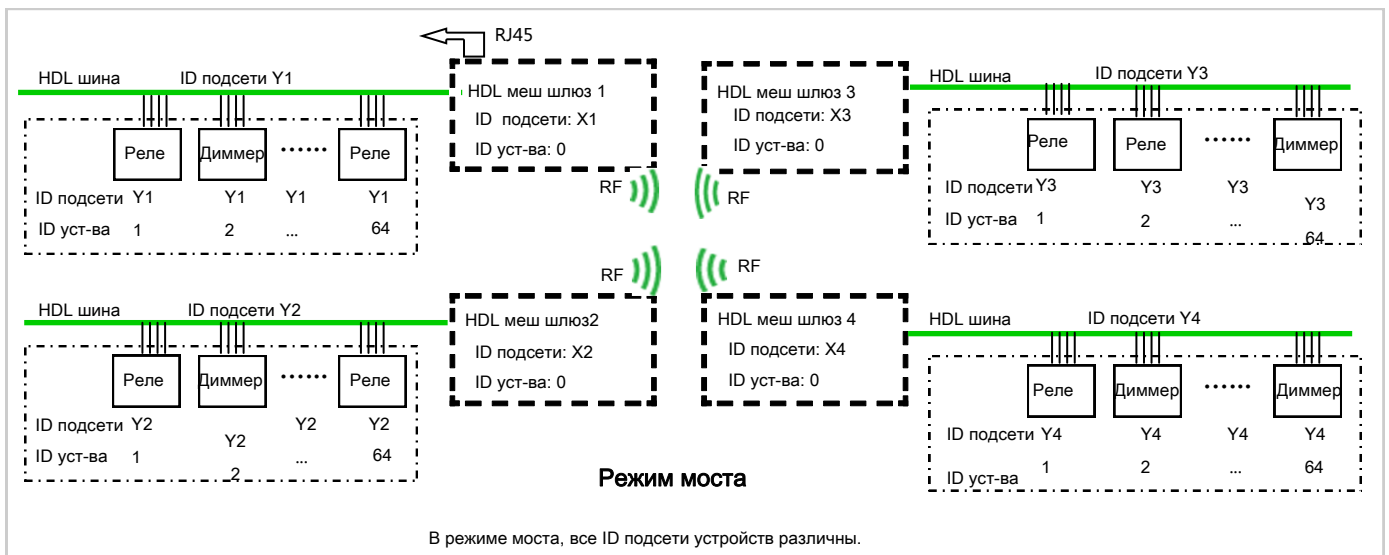 RJ45
HDL шина ID подсети Y1
HDL меш шлюз 1
ID подсети: X1
ID уст-ва: 0
Реле Диммер ...... Реле
ID подсети Y1 Y1 Y1 Y1
ID уст-ва 1 2 ... 64
RF
HDL меш шлюз 3
ID подсети: X3
ID уст-ва: 0
RF
HDL шина ID подсети Y3
Реле Реле ...... Диммер
ID подсети Y3 Y3 Y3 Y3
ID уст-ва 1 2 ... 64
RF
HDL шина ID подсети Y2
HDL меш шлюз2
ID подсети: X2
ID уст-ва: 0
Реле Диммер ...... Реле
ID подсети Y2 Y2 Y2 Y2
ID уст-ва 1 2 ... 64
RF
HDL меш шлюз 4
ID подсети: X4
ID уст-ва: 0
HDL шина ID подсети Y4
Реле Диммер ...... Диммер
ID подсети Y4 Y4 Y4 Y4
ID уст-ва 1 2 ... 64
Режим моста
В режиме моста, все ID подсети устройств различны.